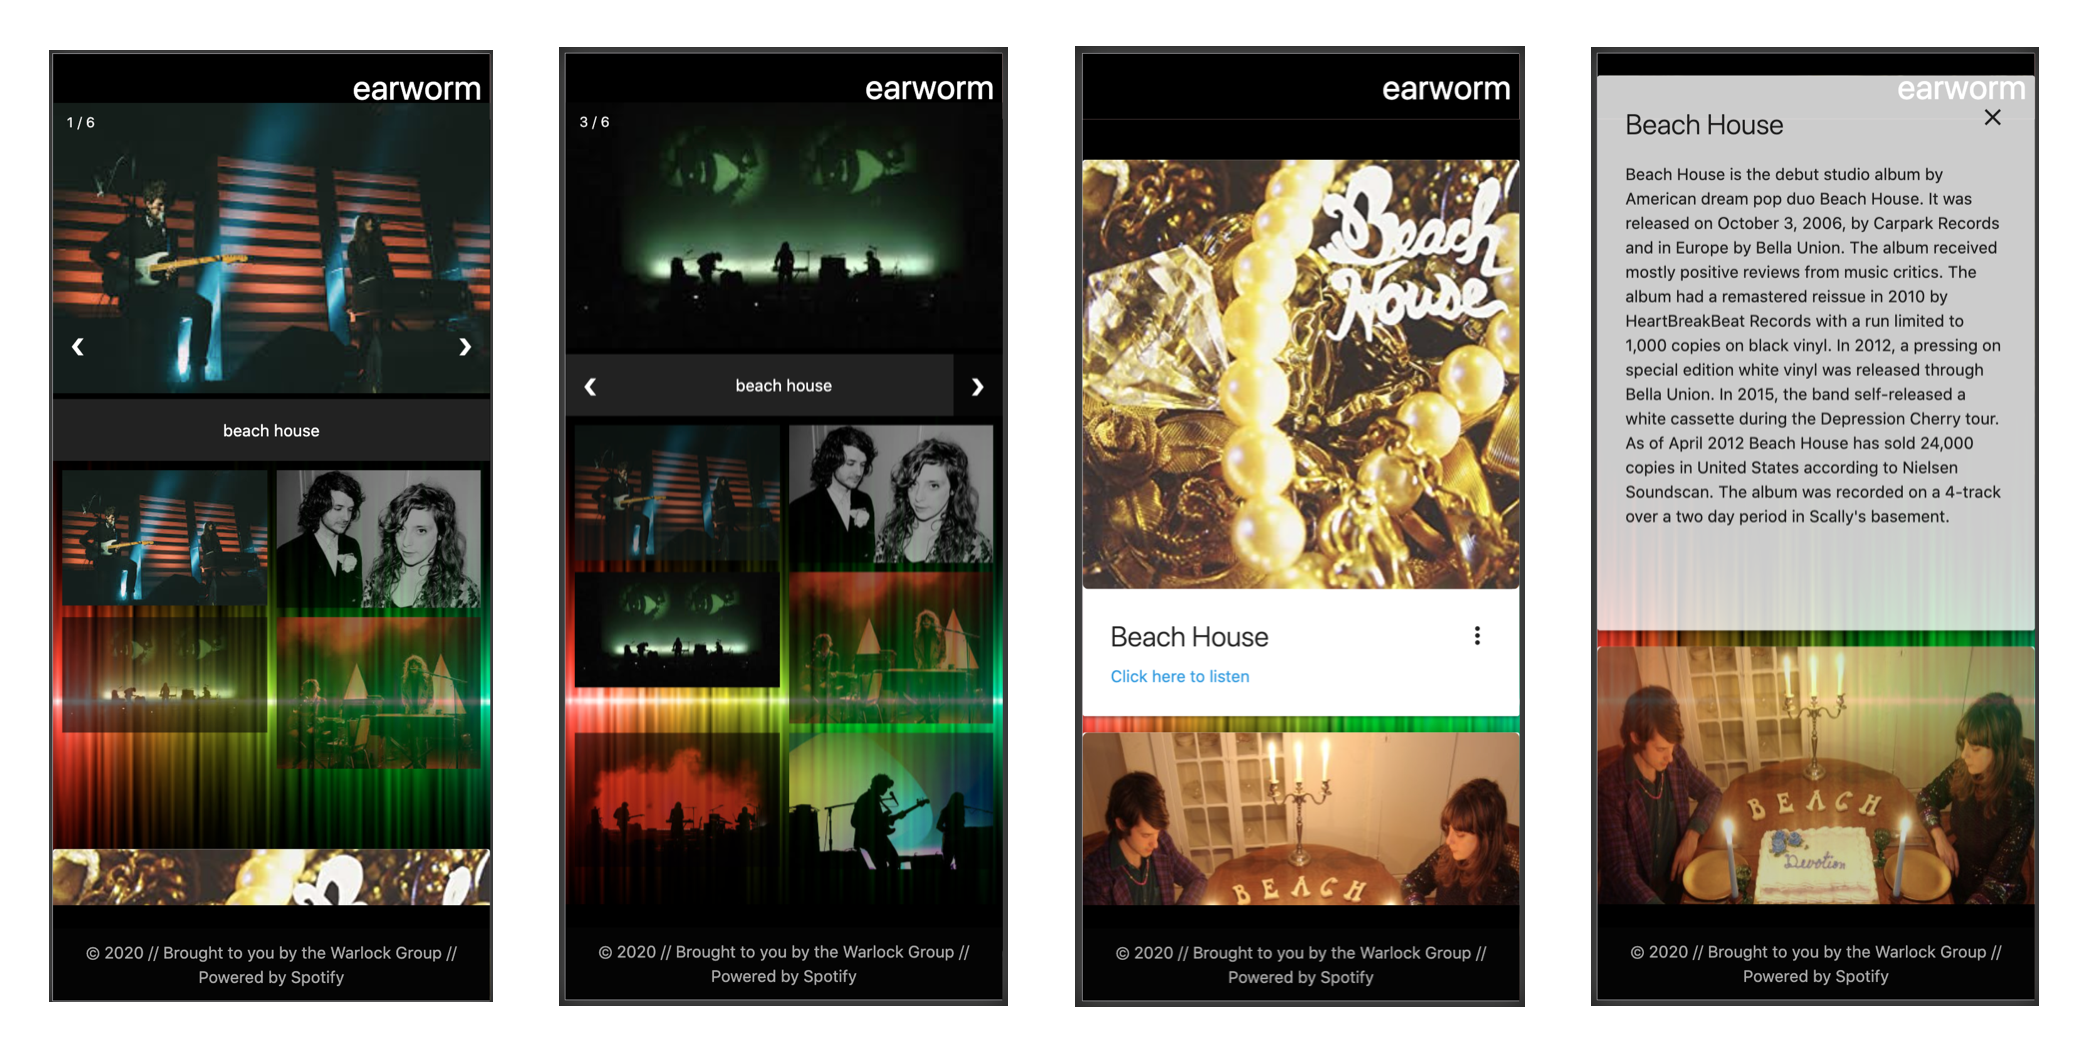 earworm
1 / 6
❮
❯
beach house
© 2020 // Brought to you by the Warlock Group //
Powered by Spotify
earworm
3 / 6
❮
beach house
❯
© 2020 // Brought to you by the Warlock Group //
Powered by Spotify
earworm
Beach
House
Beach House
Click here to listen
BEACH
© 2020 // Brought to you by the Warlock Group //
Powered by Spotify
earworm
Beach House
Beach House is the debut studio album by
American dream pop duo Beach House. It was
released on October 3, 2006, by Carpark Records
and in Europe by Bella Union. The album received
mostly positive reviews from music critics. The
album had a remastered reissue in 2010 by
HeartBreakBeat Records with a run limited to
1,000 copies on black vinyl. In 2012, a pressing on
special edition white vinyl was released through
Bella Union. In 2015, the band self-released a
white cassette during the Depression Cherry tour.
As of April 2012 Beach House has sold 24,000
copies in United States according to Nielsen
Soundscan. The album was recorded on a 4-track
over a two day period in Scally's basement.
BEACH
Devotion
© 2020 // Brought to you by the Warlock Group //
Powered by Spotify